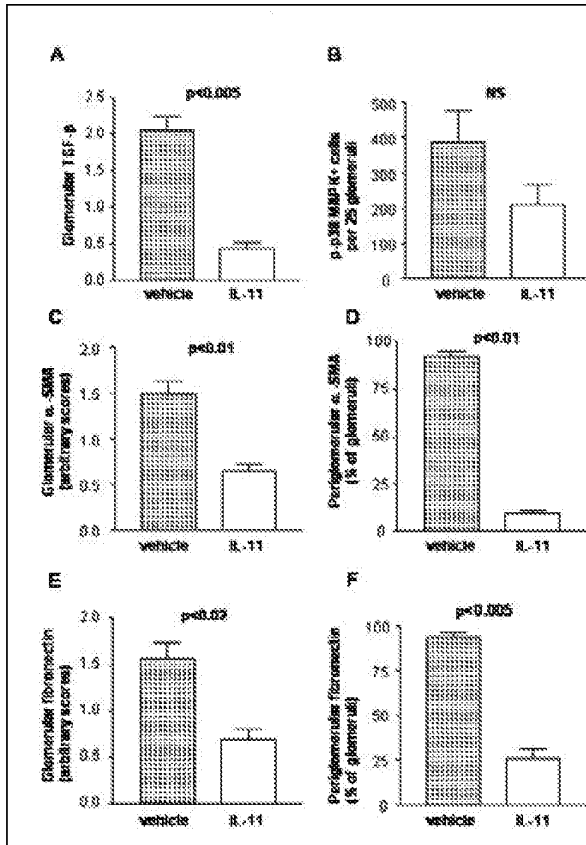 A
p<0.005
Glomerular TGF-β
2.5
2.0
1.5
1.0
0.5
0.0
vehicle IL-11
B
NS
p-p38 MAPK+ cells
per 25 glomeruli
500
400
300
200
100
0
vehicle IL-11
C
p<0.01
Glomerular α-SMA
(arbitrary scores)
2.0
1.5
1.0
0.5
0.0
vehicle IL-11
D
p<0.01
Periglomerular α-SMA
(% of glomeruli)
100
75
50
25
0
vehicle IL-11
E
p<0.02
Glomerular fibronectin
(arbitrary scores)
2.0
1.5
1.0
0.5
0.0
vehicle IL-11
F
p<0.005
Periglomerular fibronectin
(% of glomeruli)
100
75
50
25
0
vehicle IL-11